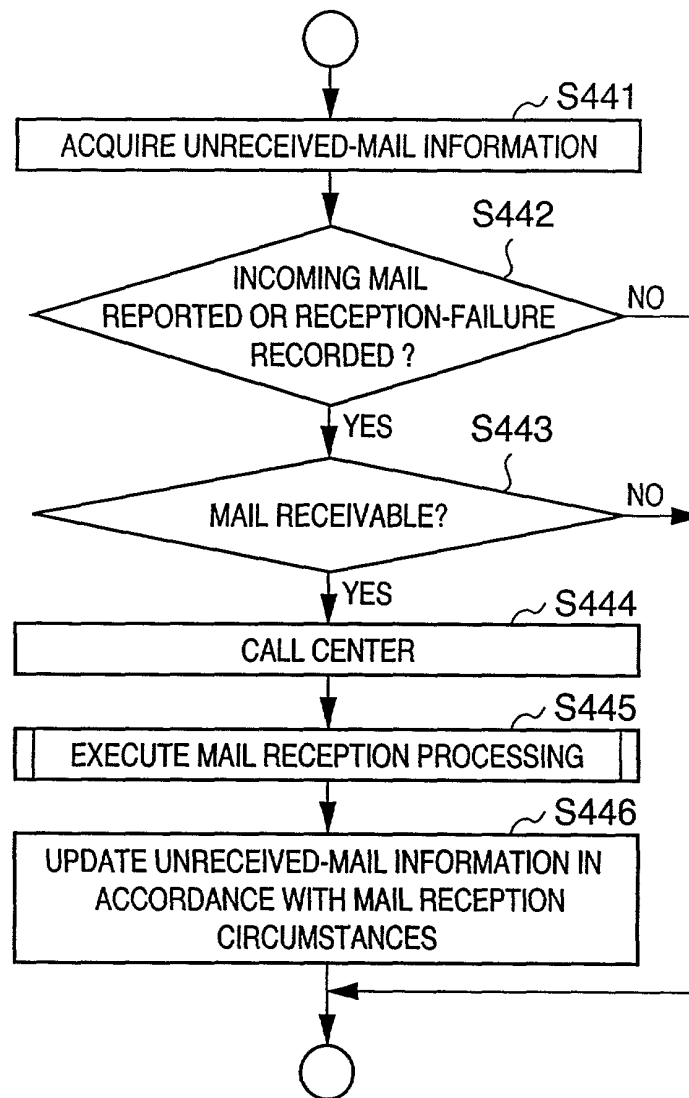 S441
ACQUIRE UNRECEIVED-MAIL INFORMATION
S442
INCOMING MAIL
REPORTED OR RECEPTION-FAILURE
RECORDED ?
NO
YES
S443
MAIL RECEIVABLE?
NO
YES
S444
CALL CENTER
S445
EXECUTE MAIL RECEPTION PROCESSING
S446
UPDATE UNRECEIVED-MAIL INFORMATION IN
ACCORDANCE WITH MAIL RECEPTION
CIRCUMSTANCES